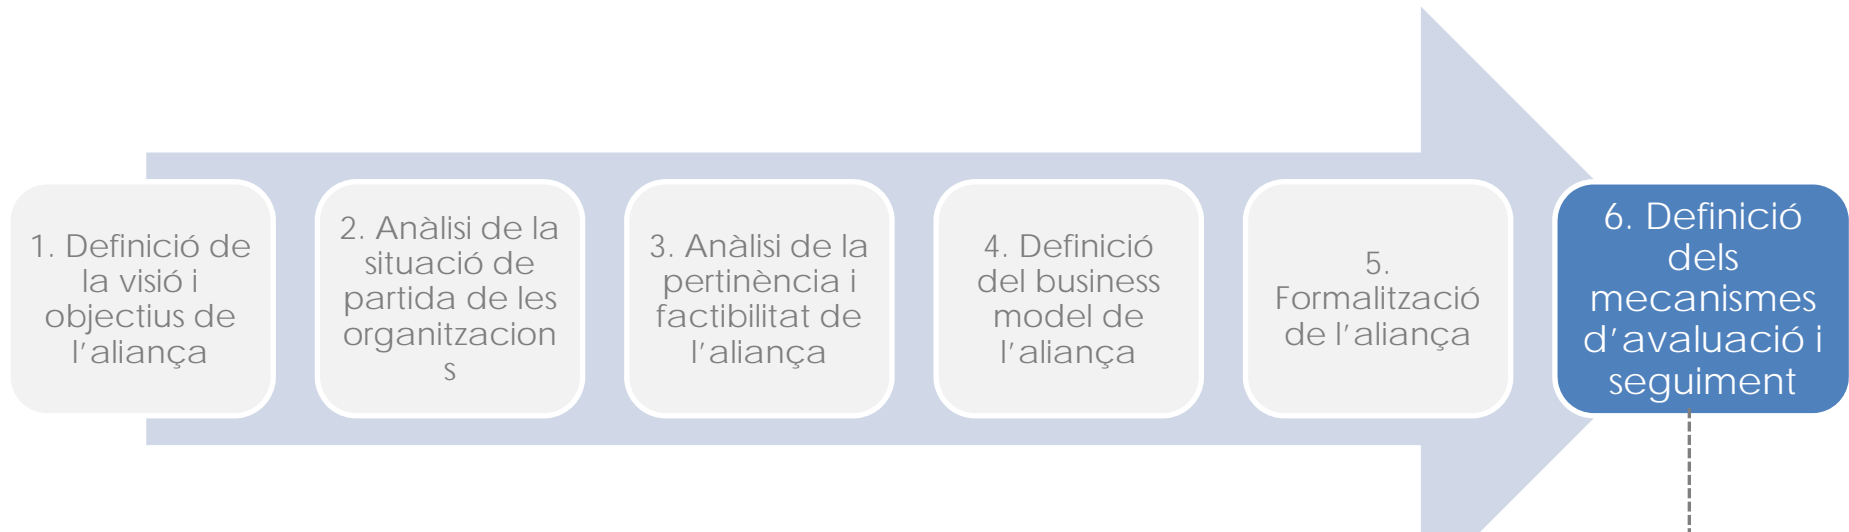 1. Definició de
la visió i
objectius de
l’aliança
2. Anàlisi de la
situació de
partida de les
organitzacion
s
3. Anàlisi de la
pertinència i
factibilitat de
l’aliança
4. Definició
del business
model de
l’aliança
5.
Formalització
de l’aliança
6. Definició
dels
mecanismes
d’avaluació i
seguiment